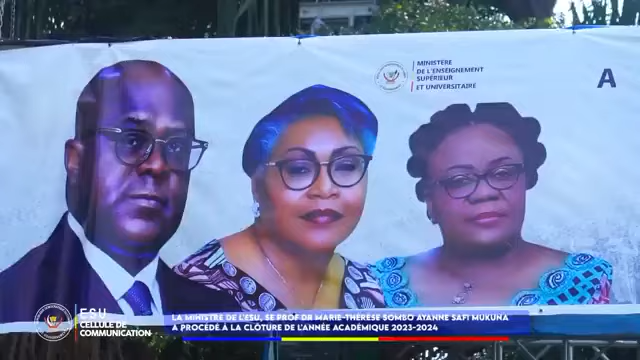 MINISTÈRE
DE L'ENSEIGNEMENT
SUPÉRIEUR
ET UNIVERSITAIRE
A
ESU
CELLULE DE
COMMUNICATION
LA MINISTRE DE L'ESU, SE PROF DR MARIE-THÉRÈSE SOMBO AYANNE SAFI MUKUNA
A PROCÉDÉ À LA CLÔTURE DE L'ANNÉE ACADÉMIQUE 2023-2024